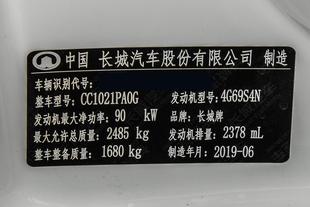 中国 长城汽车股份有限公司 制造
车辆识别代号:
整车型号: CC1021PA0G 发动机型号: 4G69S4N
发动机最大净功率: 90 kW 品牌: 长城牌
最大允许总质量: 2485 kg 发动机排量: 2378 mL
整车整备质量: 1680 kg 制造年月: 2019-06